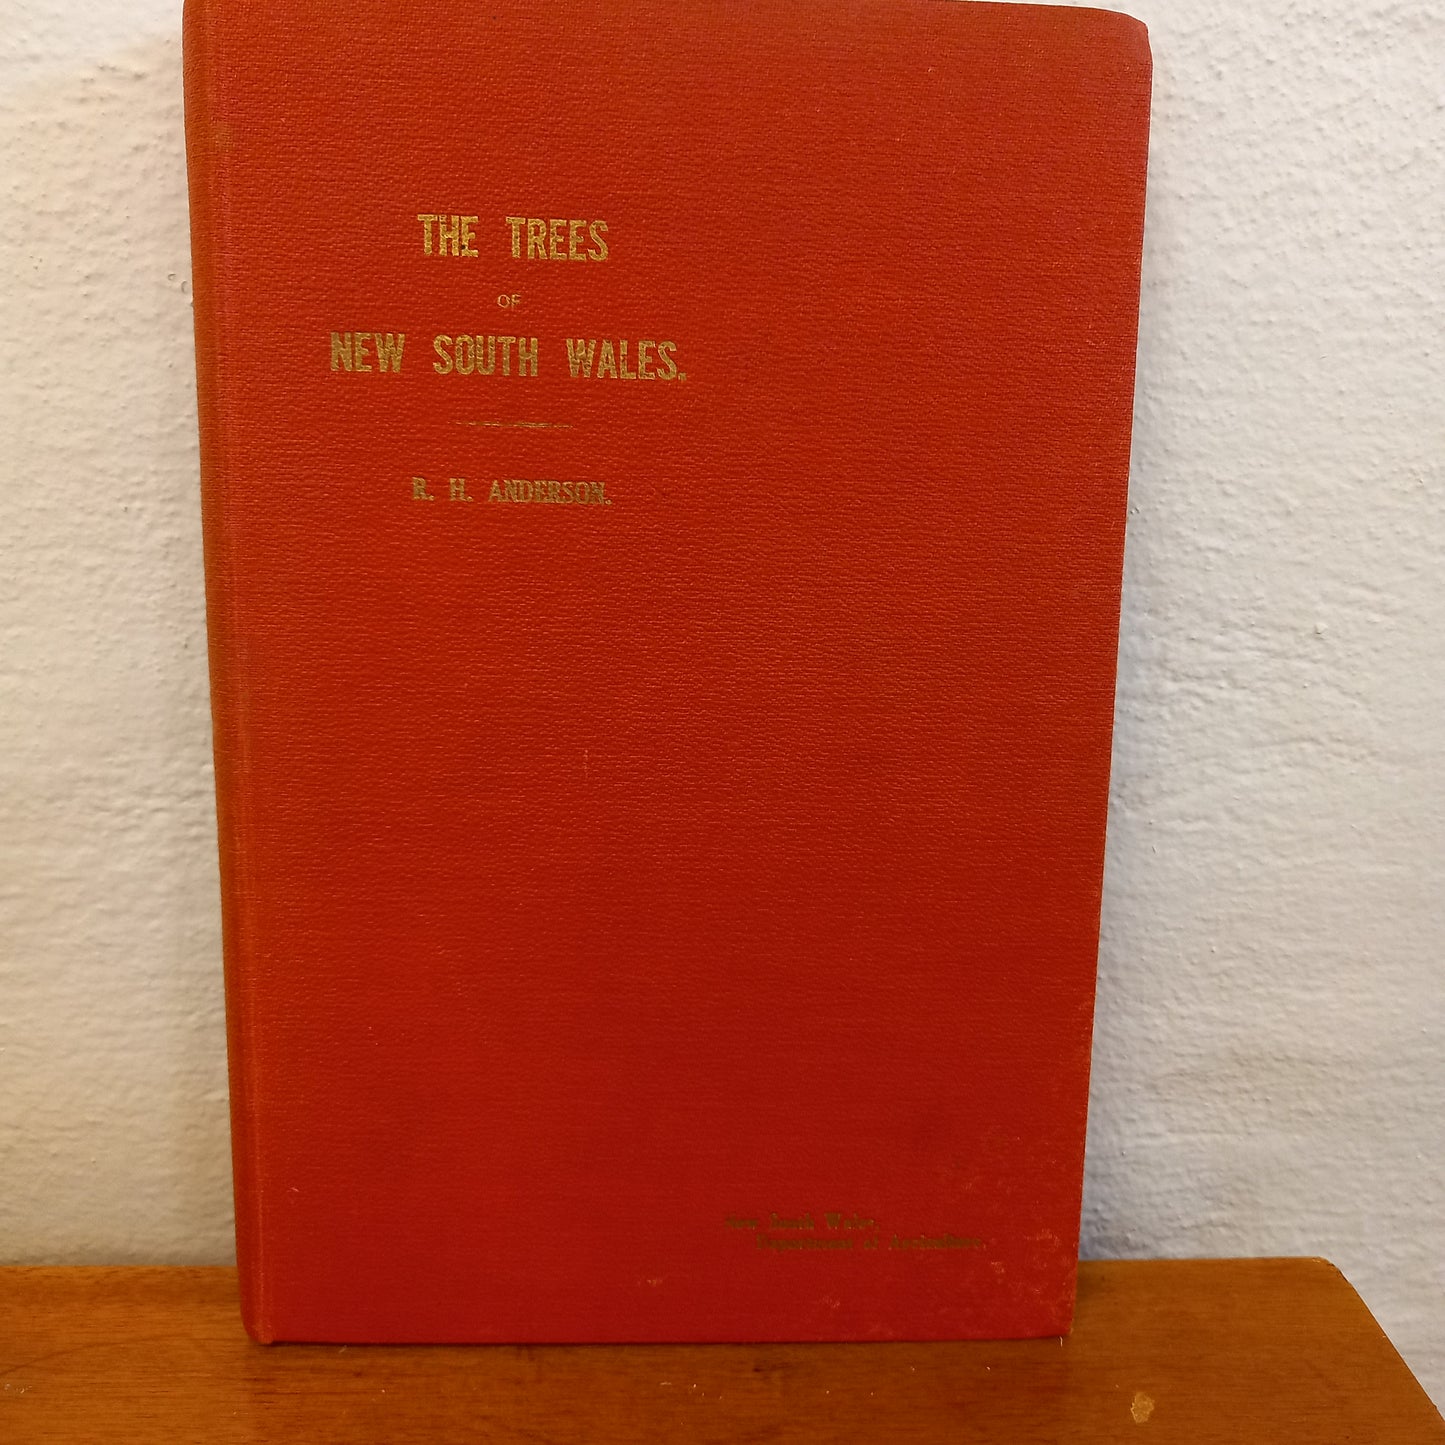 THE TREES
OF
NEW SOUTH WALES.
R. H. ANDERSON.
New South Wales,
Department of Agriculture.